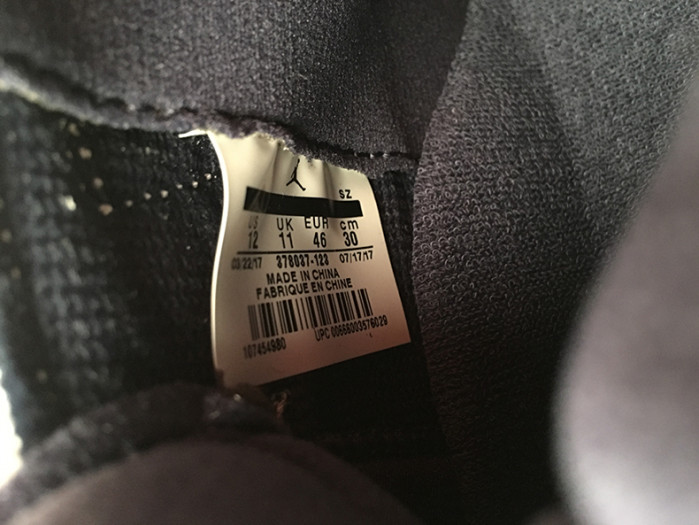 SZ
US UK EUR cm
12 11 46 30
03/22/17 378037-123 07/17/17
MADE IN CHINA
FABRIQUE EN CHINE
UPC 00666003576029
107454980